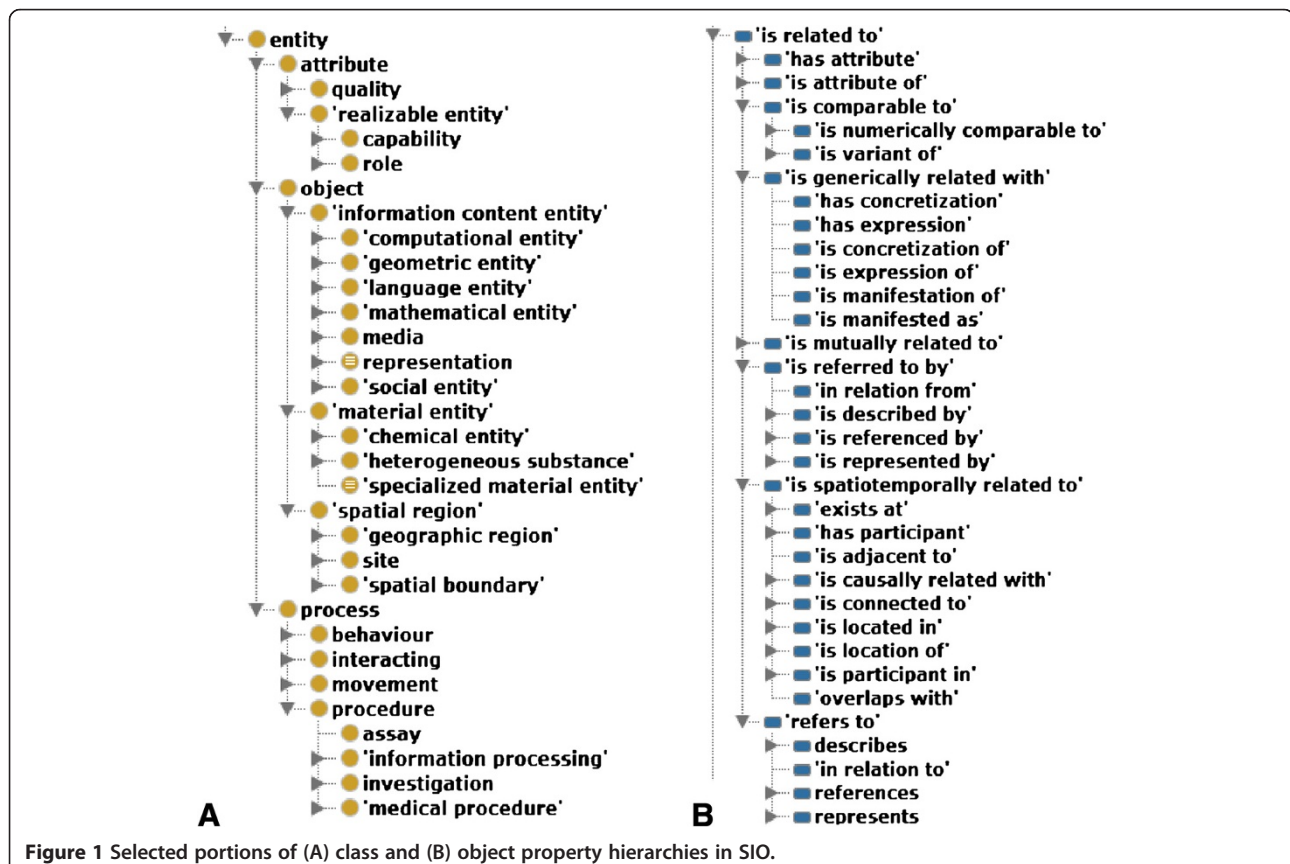 entity
attribute
quality
'realizable entity'
capability
role
object
'information content entity'
'computational entity'
'geometric entity'
'language entity'
'mathematical entity'
media
representation
'social entity'
'material entity'
'chemical entity'
'heterogeneous substance'
'specialized material entity'
'spatial region'
'geographic region'
site
'spatial boundary'
process
behaviour
interacting
movement
procedure
assay
'information processing'
investigation
'medical procedure'
A
'is related to'
'has attribute'
'is attribute of'
'is comparable to'
'is numerically comparable to'
'is variant of'
'is generically related with'
'has concretization'
'has expression'
'is concretization of'
'is expression of'
'is manifestation of'
'is manifested as'
'is mutually related to'
'is referred to by'
'in relation from'
'is described by'
'is referenced by'
'is represented by'
'is spatiotemporally related to'
'exists at'
'has participant'
'is adjacent to'
'is causally related with'
'is connected to'
'is located in'
'is location of'
'is participant in'
'overlaps with'
'refers to'
describes
'in relation to'
references
represents
B
Figure 1 Selected portions of (A) class and (B) object property hierarchies in SIO.